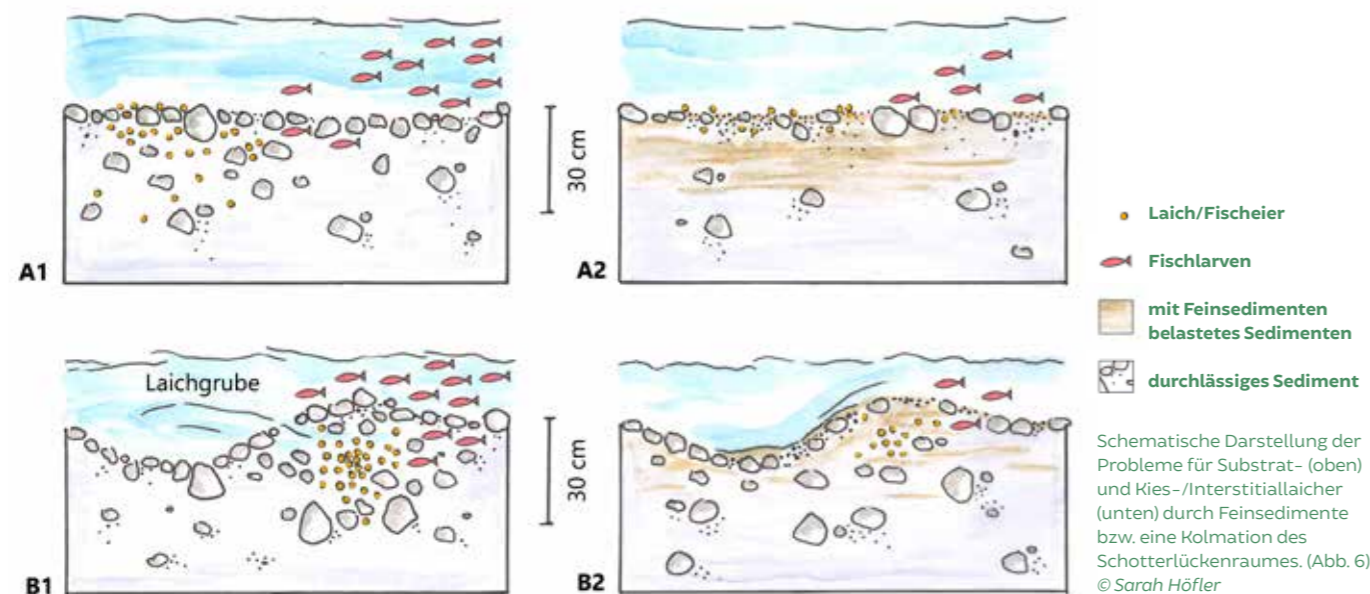 30 cm
A1
A2
Laichgrube
30 cm
B1
B2
Laich/Fischeier
Fischlarven
mit Feinsedimenten
belastetes Sedimenten
durchlässiges Sediment
Schematische Darstellung der
Probleme für Substrat- (oben)
und Kies-/Interstitiallaicher
(unten) durch Feinsedimente
bzw. eine Kolmation des
Schotterlückenraumes. (Abb. 6)
© Sarah Höfler